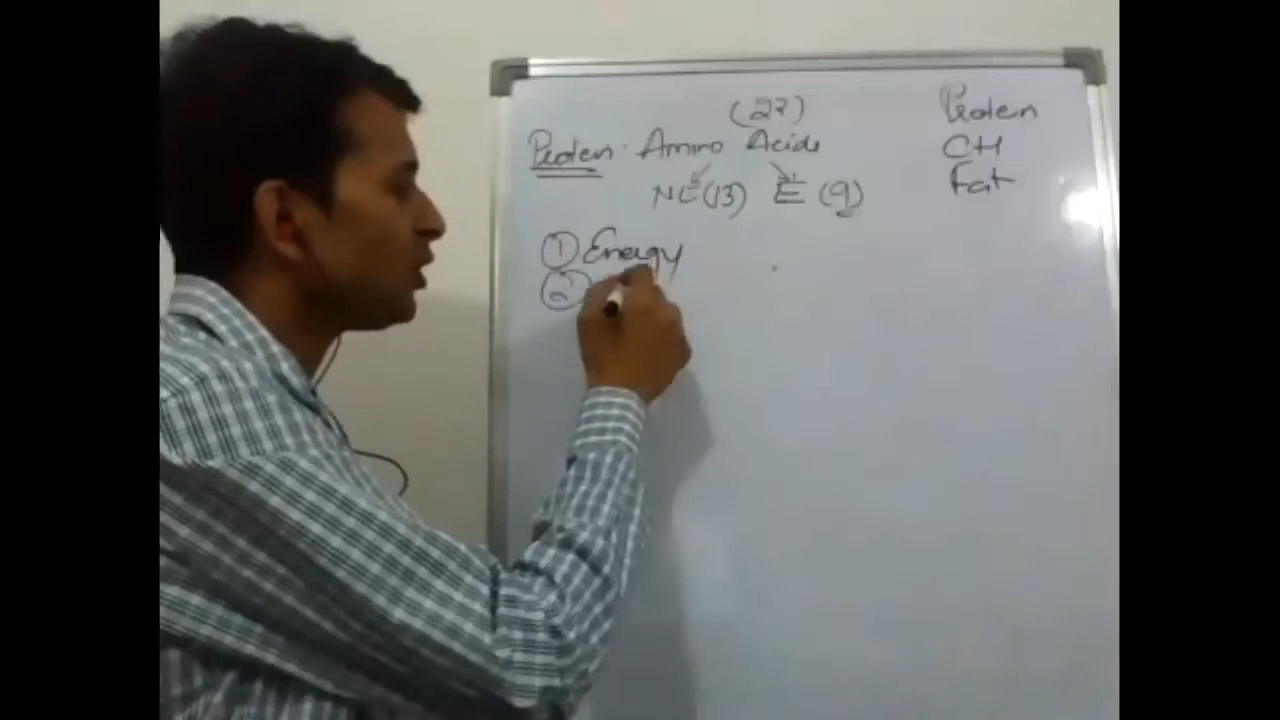 (22)
Protein: Amino Acids
NE(13) E (9)
① Energy
②
Protein
CH
Fat